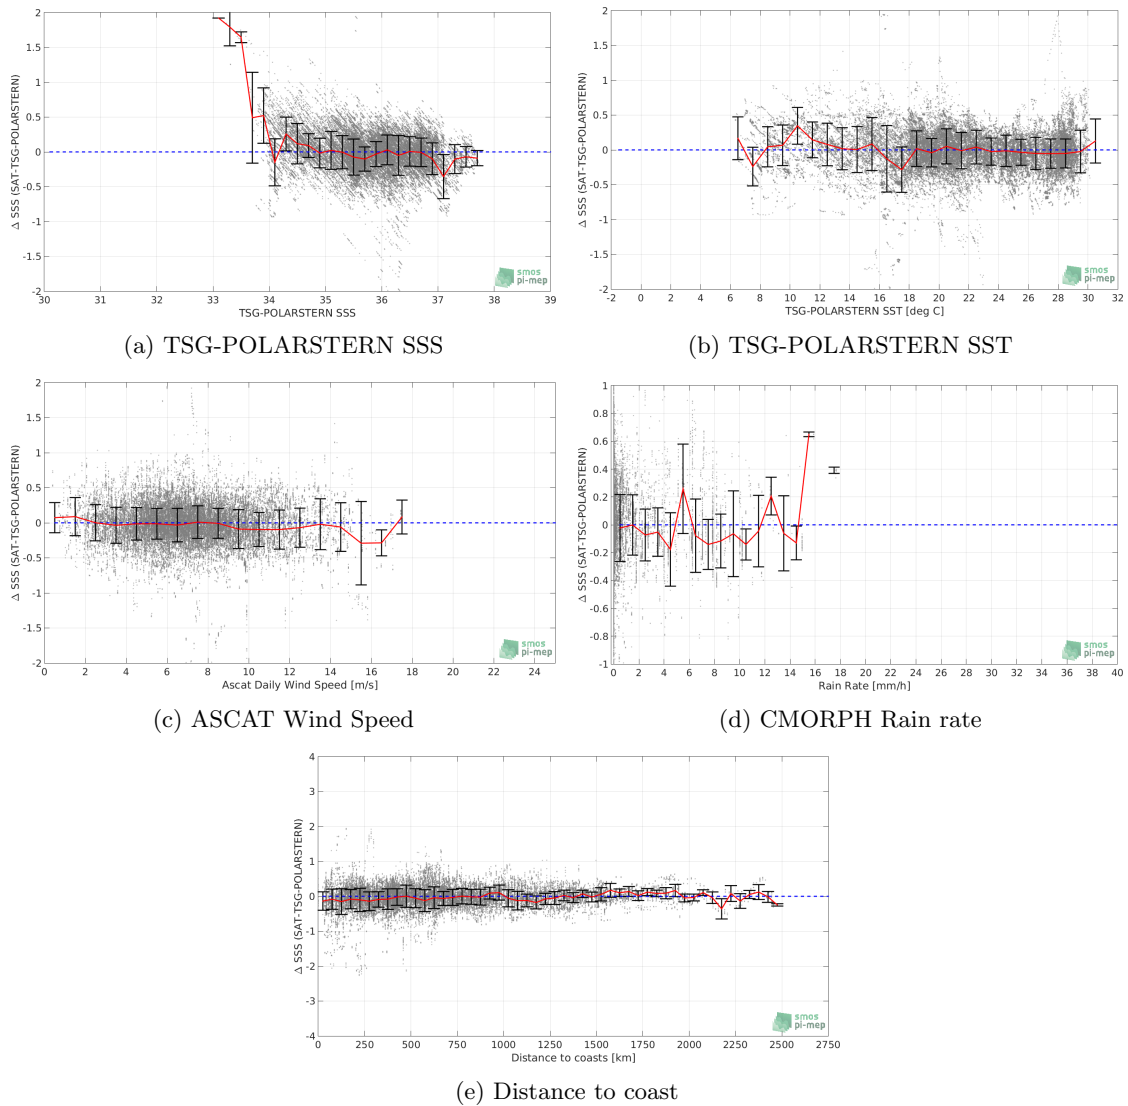 2
1.5
1
0.5
0
-0.5
-1
-1.5
-2
Δ SSS (SAT-TSG-POLARSTERN)
30 31 32 33 34 35 36 37 38 39
TSG-POLARSTERN SSS
smos
pi-mep
(a) TSG-POLARSTERN SSS
2
1.5
1
0.5
0
-0.5
-1
-1.5
-2
Δ SSS (SAT-TSG-POLARSTERN)
-2 0 2 4 6 8 10 12 14 16 18 20 22 24 26 28 30 32
TSG-POLARSTERN SST [deg C]
smos
pi-mep
(b) TSG-POLARSTERN SST
2
1.5
1
0.5
0
-0.5
-1
-1.5
-2
Δ SSS (SAT-TSG-POLARSTERN)
0 2 4 6 8 10 12 14 16 18 20 22 24
Ascat Daily Wind Speed [m/s]
smos
pi-mep
(c) ASCAT Wind Speed
1
0.8
0.6
0.4
0.2
0
-0.2
-0.4
-0.6
-0.8
-1
Δ SSS (SAT-TSG-POLARSTERN)
0 2 4 6 8 10 12 14 16 18 20 22 24 26 28 30 32 34 36 38 40
Rain Rate [mm/h]
smos
pi-mep
(d) CMORPH Rain rate
4
3
2
1
0
-1
-2
-3
-4
Δ SSS (SAT-TSG-POLARSTERN)
0 250 500 750 1000 1250 1500 1750 2000 2250 2500 2750
Distance to coasts [km]
smos
pi-mep
(e) Distance to coast